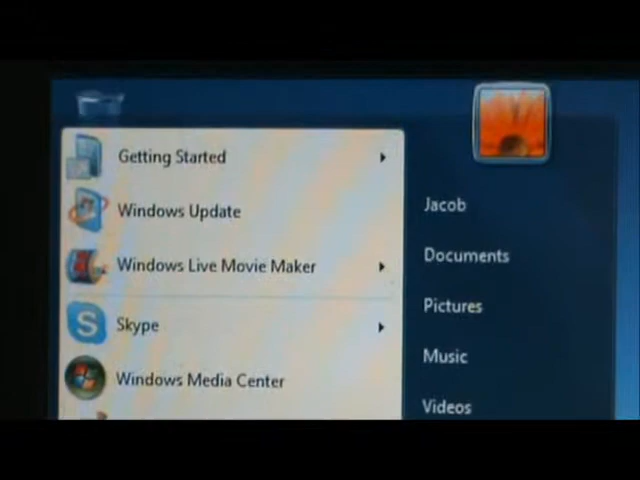 Getting Started
Windows Update
Windows Live Movie Maker
Skype
Windows Media Center
Jacob
Documents
Pictures
Music
Videos